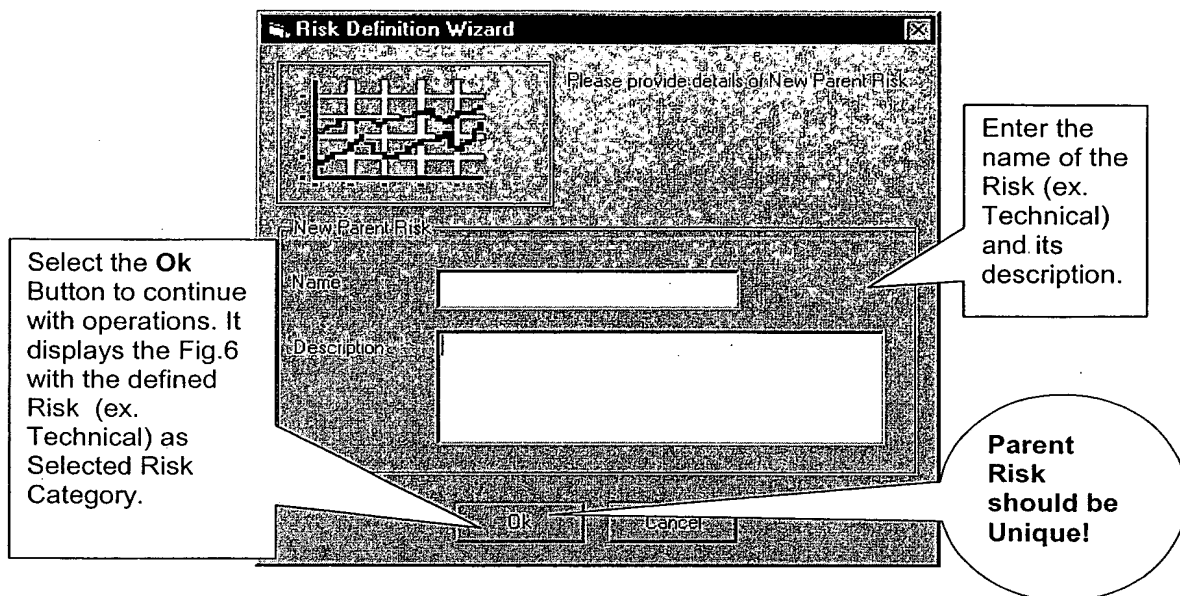 Risk Definition Wizard
Please provide details of New Parent Risk
Enter the
name of the
Risk (ex.
Technical)
and its
description.
New Parent Risk
Name
Description
Select the Ok
Button to continue
with operations. It
displays the Fig.6
with the defined
Risk (ex.
Technical) as
Selected Risk
Category.
Parent
Risk
should be
Unique!
Ok
Cancel